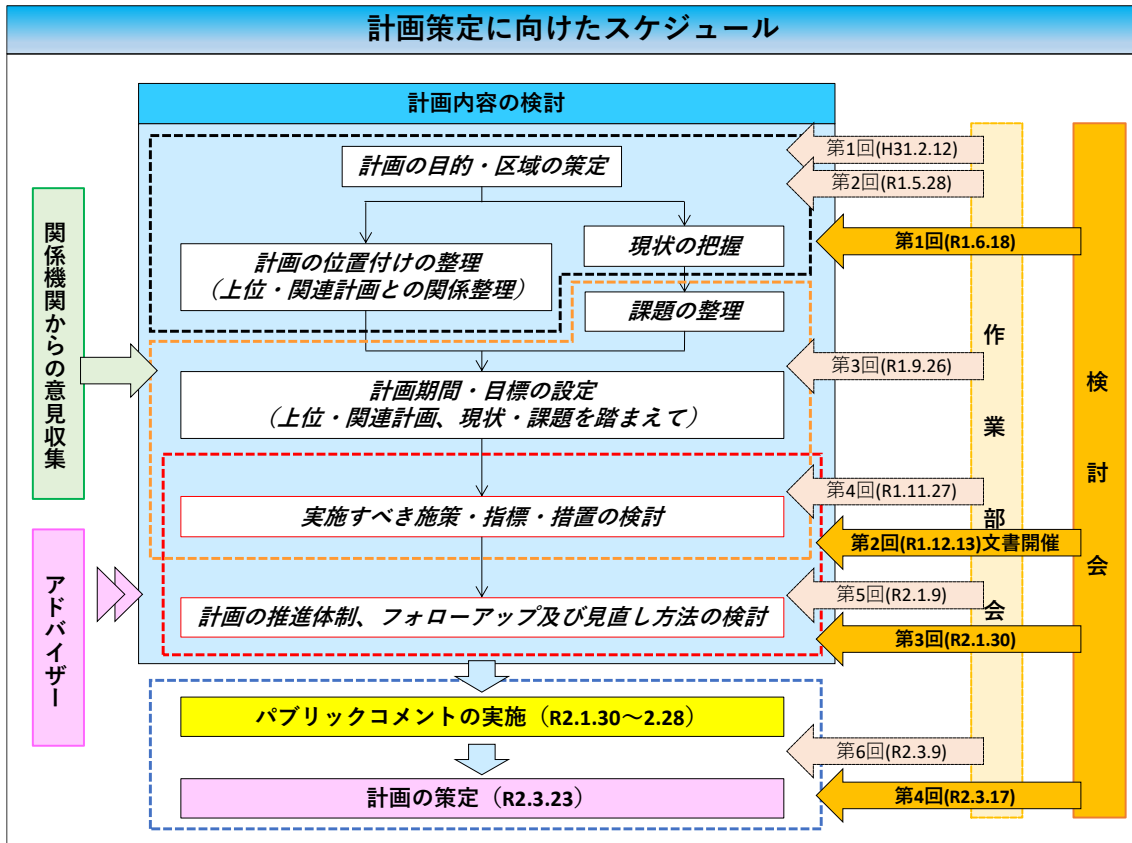 計画策定に向けたスケジュール
計画内容の検討
計画の目的・区域の策定
計画の位置付けの整理
（上位・関連計画との関係整理）
現状の把握
課題の整理
計画期間・目標の設定
（上位・関連計画、現状・課題を踏まえて）
実施すべき施策・指標・措置の検討
計画の推進体制、フォローアップ及び見直し方法の検討
パブリックコメントの実施（R2.1.30～2.28）
計画の策定（R2.3.23）
関係機関からの意見収集
アドバイザー
第1回(H31.2.12)
第2回(R1.5.28)
第1回(R1.6.18)
第3回(R1.9.26)
第4回(R1.11.27)
第2回(R1.12.13)文書開催
第5回(R2.1.9)
第3回(R2.1.30)
第6回(R2.3.9)
第4回(R2.3.17)
作業部会
検討会